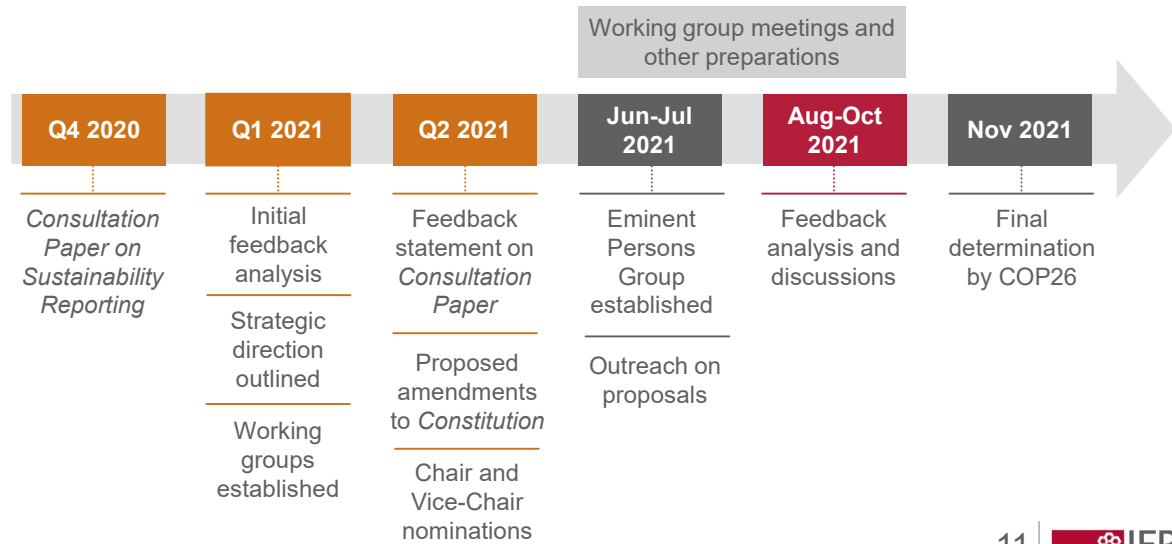 Working group meetings and
other preparations
Q4 2020
Q1 2021
Q2 2021
Jun-Jul
2021
Aug-Oct
2021
Nov 2021
Consultation
Paper on
Sustainability
Reporting
Initial
feedback
analysis
Strategic
direction
outlined
Working
groups
established
Feedback
statement on
Consultation
Paper
Proposed
amendments
to Constitution
Chair and
Vice-Chair
nominations
Eminent
Persons
Group
established
Outreach on
proposals
Feedback
analysis and
discussions
Final
determination
by COP26
11